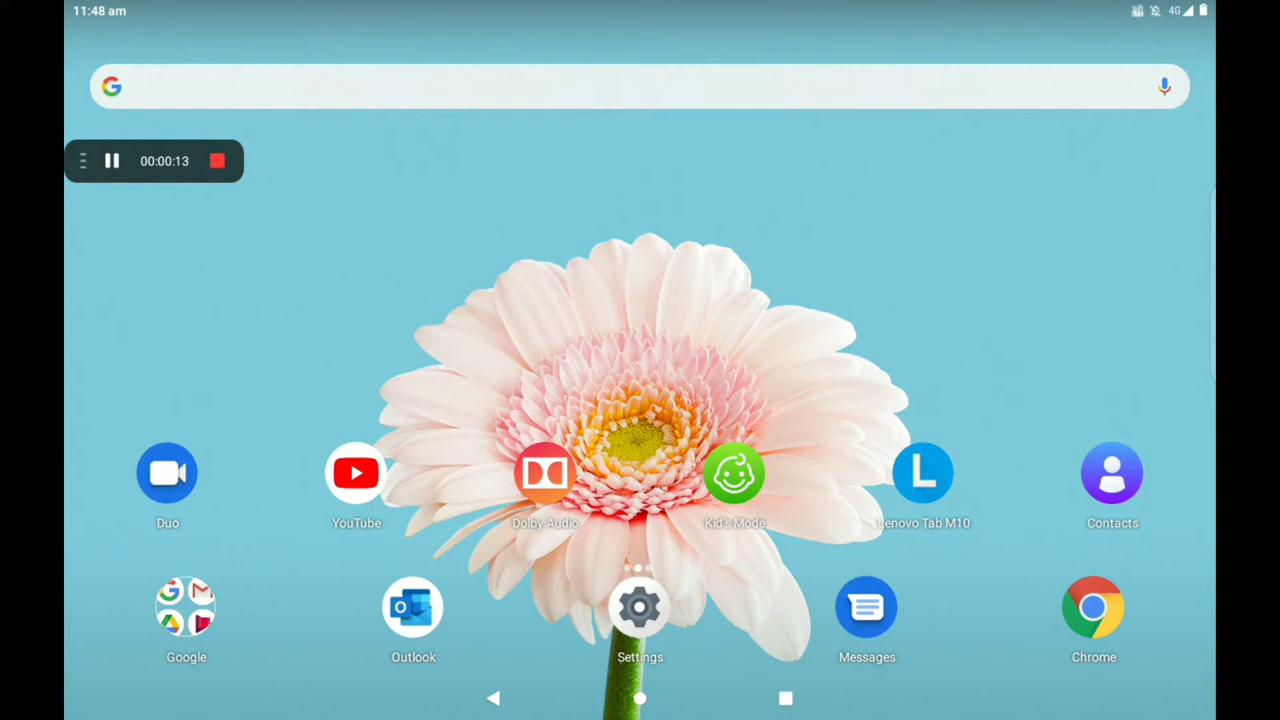 11:48 am
4G
00:00:13
Duo
YouTube
Dolby Audio
Kid's Mode
Lenovo Tab M10
Contacts
Google
Outlook
Settings
Messages
Chrome